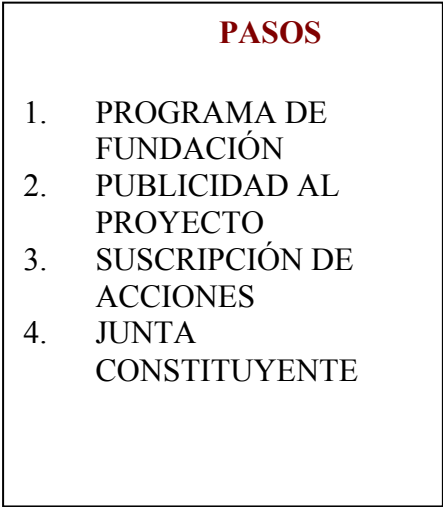 PASOS
1. PROGRAMA DE
FUNDACIÓN
2. PUBLICIDAD AL
PROYECTO
3. SUSCRIPCIÓN DE
ACCIONES
4. JUNTA
CONSTITUYENTE